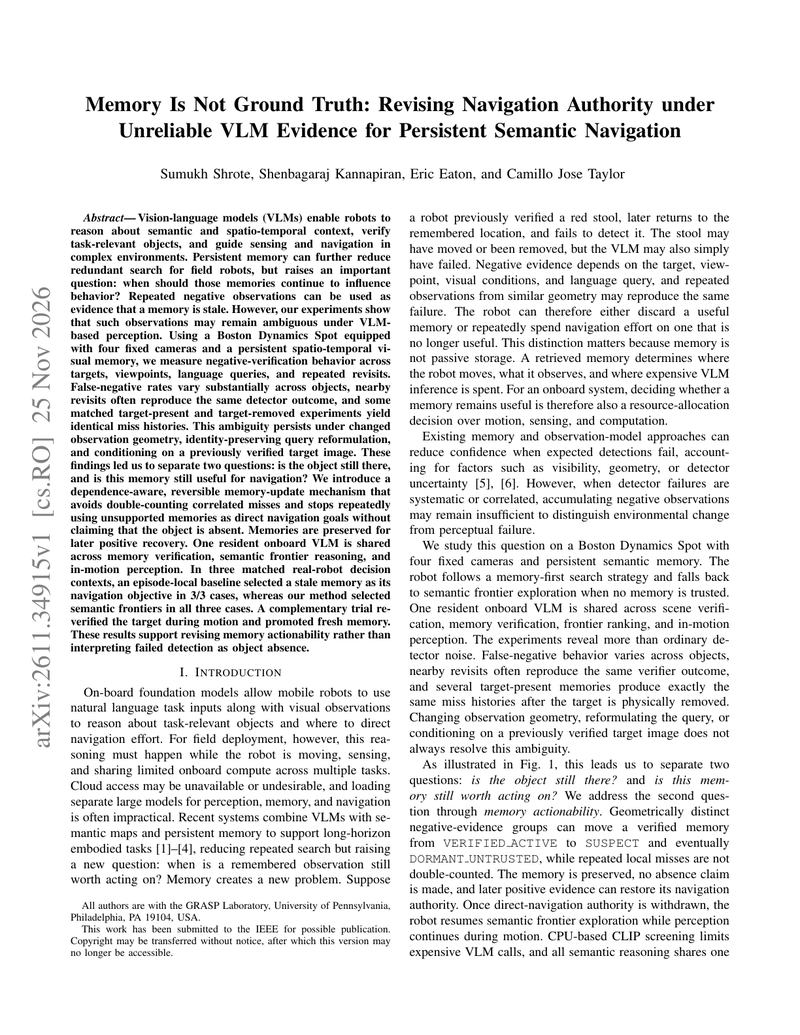 Memory Is Not Ground Truth: Revising Navigation Authority under
Unreliable VLM Evidence for Persistent Semantic Navigation
Sumukh Shrote, Shenbagaraj Kannapiran, Eric Eaton, and Camillo Jose Taylor
arXiv:2611.34915v1 [cs.RO] 25 Nov 2026
Abstract—Vision-language models (VLMs) enable robots to
reason about semantic and spatio-temporal context, verify
task-relevant objects, and guide sensing and navigation in
complex environments. Persistent memory can further reduce
redundant search for field robots, but raises an important
question: when should those memories continue to influence
behavior? Repeated negative observations can be used as
evidence that a memory is stale. However, our experiments show
that such observations may remain ambiguous under VLM-
based perception. Using a Boston Dynamics Spot equipped
with four fixed cameras and a persistent spatio-temporal vi-
sual memory, we measure negative-verification behavior across
targets, viewpoints, language queries, and repeated revisits.
False-negative rates vary substantially across objects, nearby
revisits often reproduce the same detector outcome, and some
matched target-present and target-removed experiments yield
identical miss histories. This ambiguity persists under changed
observation geometry, identity-preserving query reformulation,
and conditioning on a previously verified target image. These
findings led us to separate two questions: is the object still there,
and is this memory still useful for navigation? We introduce a
dependence-aware, reversible memory-update mechanism that
avoids double-counting correlated misses and stops repeatedly
using unsupported memories as direct navigation goals without
claiming that the object is absent. Memories are preserved for
later positive recovery. One resident onboard VLM is shared
across memory verification, semantic frontier reasoning, and
in-motion perception. In three matched real-robot decision
contexts, an episode-local baseline selected a stale memory as its
navigation objective in 3/3 cases, whereas our method selected
semantic frontiers in all three cases. A complementary trial re-
verified the target during motion and promoted fresh memory.
These results support revising memory actionability rather than
interpreting failed detection as object absence.
I. INTRODUCTION
On-board foundation models allow mobile robots to use
natural language task inputs along with visual observations
to reason about task-relevant objects and where to direct
navigation effort. For field deployment, however, this rea-
soning must happen while the robot is moving, sensing,
and sharing limited onboard compute across multiple tasks.
Cloud access may be unavailable or undesirable, and loading
separate large models for perception, memory, and navigation
is often impractical. Recent systems combine VLMs with se-
mantic maps and persistent memory to support long-horizon
embodied tasks [1]–[4], reducing repeated search but raising
a new question: when is a remembered observation still
worth acting on? Memory creates a new problem. Suppose
All authors are with the GRASP Laboratory, University of Pennsylvania,
Philadelphia, PA 19104, USA.
This work has been submitted to the IEEE for possible publication.
Copyright may be transferred without notice, after which this version may
no longer be accessible.
a robot previously verified a red stool, later returns to the
remembered location, and fails to detect it. The stool may
have moved or been removed, but the VLM may also simply
have failed. Negative evidence depends on the target, view-
point, visual conditions, and language query, and repeated
observations from similar geometry may reproduce the same
failure. The robot can therefore either discard a useful
memory or repeatedly spend navigation effort on one that is
no longer useful. This distinction matters because memory is
not passive storage. A retrieved memory determines where
the robot moves, what it observes, and where expensive VLM
inference is spent. For an onboard system, deciding whether a
memory remains useful is therefore also a resource-allocation
decision over motion, sensing, and computation.
Existing memory and observation-model approaches can
reduce confidence when expected detections fail, account-
ing for factors such as visibility, geometry, or detector
uncertainty [5], [6]. However, when detector failures are
systematic or correlated, accumulating negative observations
may remain insufficient to distinguish environmental change
from perceptual failure.
We study this question on a Boston Dynamics Spot with
four fixed cameras and persistent semantic memory. The
robot follows a memory-first search strategy and falls back
to semantic frontier exploration when no memory is trusted.
One resident onboard VLM is shared across scene verifi-
cation, memory verification, frontier ranking, and in-motion
perception. The experiments reveal more than ordinary de-
tector noise. False-negative behavior varies across objects,
nearby revisits often reproduce the same verifier outcome,
and several target-present memories produce exactly the
same miss histories after the target is physically removed.
Changing observation geometry, reformulating the query, or
conditioning on a previously verified target image does not
always resolve this ambiguity.
As illustrated in Fig. 1, this leads us to separate two
questions: is the object still there? and is this mem-
ory still worth acting on? We address the second ques-
tion through memory actionability. Geometrically distinct
negative-evidence groups can move a verified memory
from VERIFIED_ACTIVE to SUSPECT and eventually
DORMANT_UNTRUSTED, while repeated local misses are not
double-counted. The memory is preserved, no absence claim
is made, and later positive evidence can restore its navigation
authority. Once direct-navigation authority is withdrawn, the
robot resumes semantic frontier exploration while perception
continues during motion. CPU-based CLIP screening limits
expensive VLM calls, and all semantic reasoning shares one